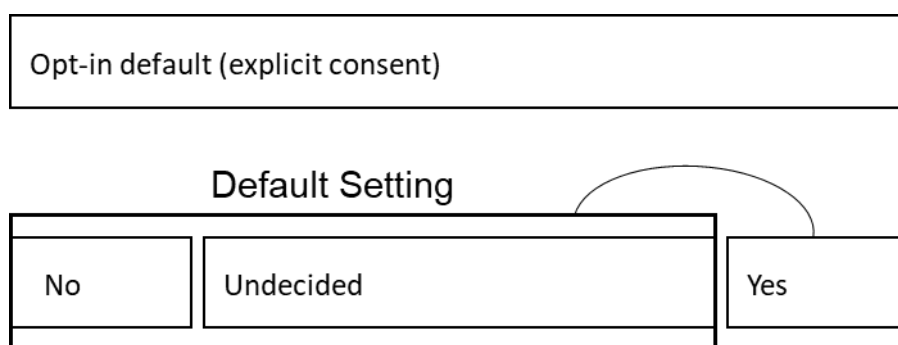 Opt-in default (explicit consent)
Default Setting
No
Undecided
Yes